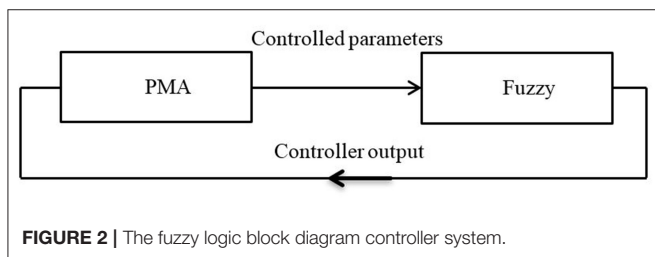 Controlled parameters
PMA
Fuzzy
Controller output
FIGURE 2 | The fuzzy logic block diagram controller system.